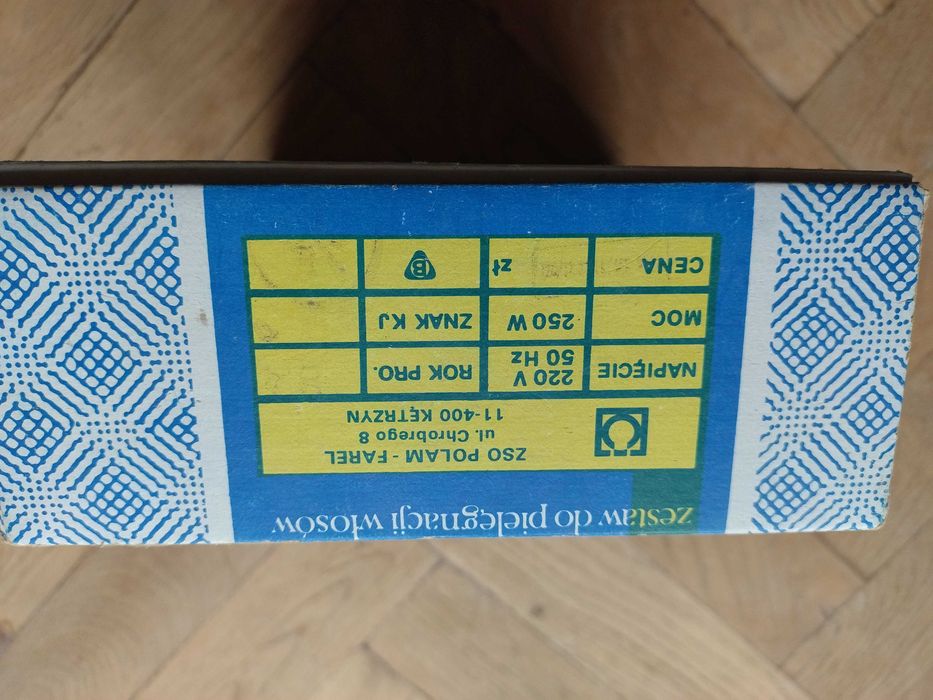 zestaw do pielęgnacji włosów
ZSO POLAM - FAREL
ul. Chrobrego 8
11-400 KĘTRZYN
NAPIĘCIE 220 V 50 Hz ROK PRO.
MOC 250 W ZNAK KJ
CENA zł B